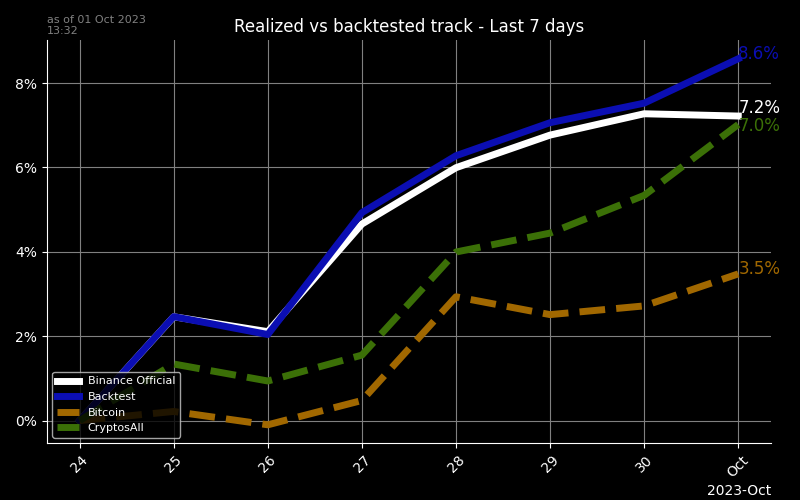 as of 01 Oct 2023
13:32
Realized vs backtested track - Last 7 days
8.6%
8%
7.2%
7.0%
6%
4%
3.5%
2%
0%
Binance Official
Backtest
Bitcoin
CryptosAll
24 25 26 27 28 29 30 Oct
2023-Oct